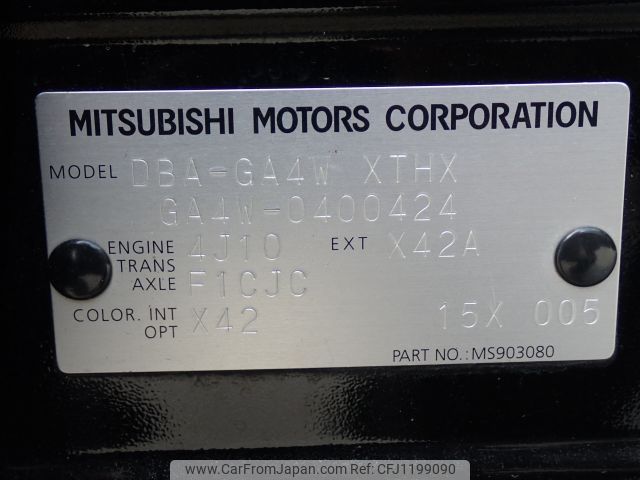 MITSUBISHI MOTORS CORPORATION
MODEL DBA-GA4W XTHX
GA4W-0400424
ENGINE 4J10 EXT X42A
TRANS AXLE F1CJC
COLOR. INT X42
OPT 15X 005
PART NO.:MS903080
www.CarFromJapan.com CFJ1199090